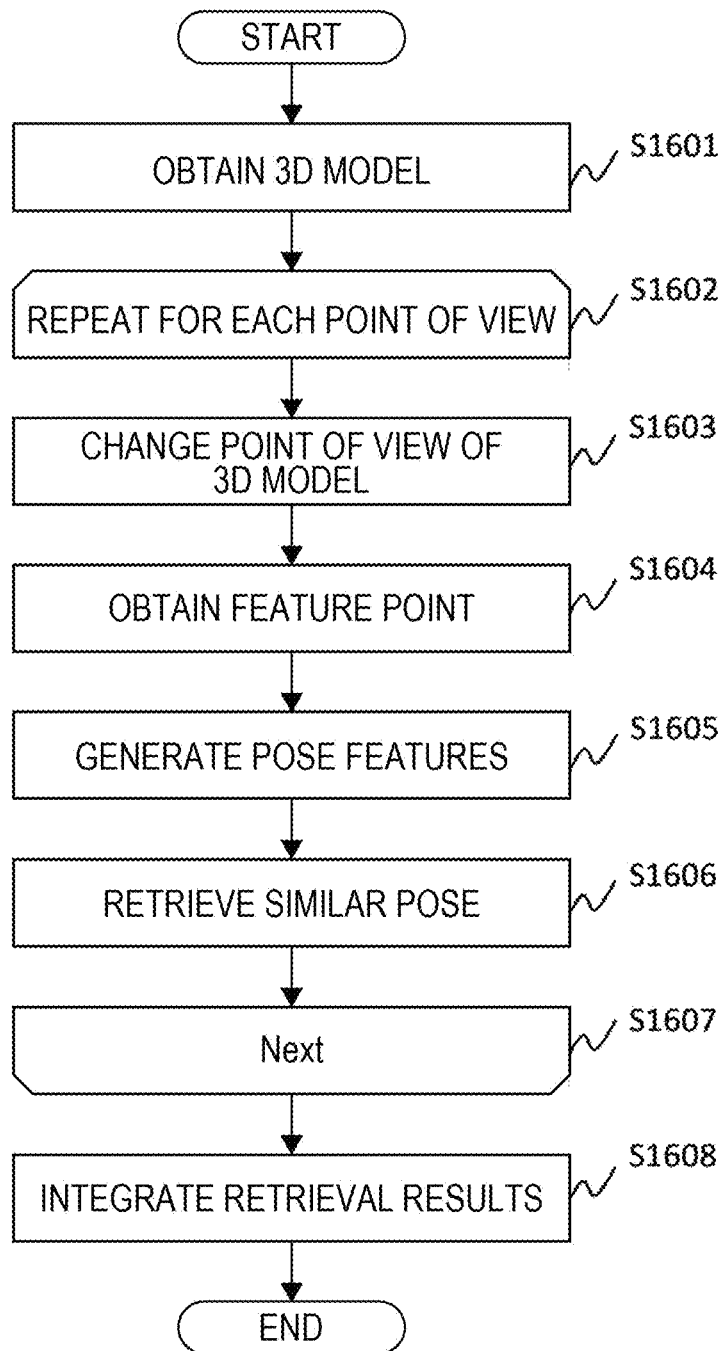 START
OBTAIN 3D MODEL
S1601
REPEAT FOR EACH POINT OF VIEW
S1602
CHANGE POINT OF VIEW OF
3D MODEL
S1603
OBTAIN FEATURE POINT
S1604
GENERATE POSE FEATURES
S1605
RETRIEVE SIMILAR POSE
S1606
Next
S1607
INTEGRATE RETRIEVAL RESULTS
S1608
END